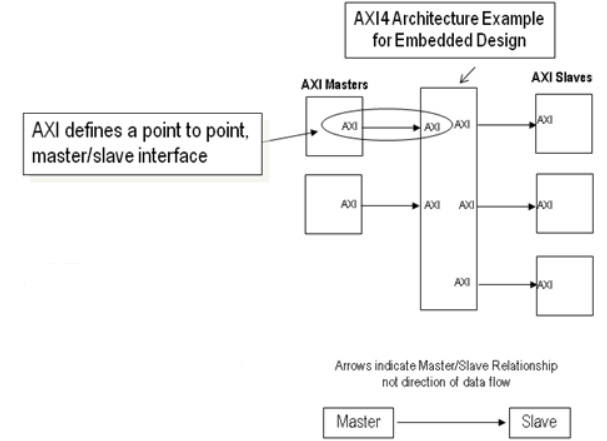 AXI4 Architecture Example
for Embedded Design
AXI Masters
AXI Slaves
AXI defines a point to point,
master/slave interface
AXI
AXI
AXI
AXI
AXI
AXI
AXI
AXI
AXI
AXI
Arrows indicate Master/Slave Relationship
not direction of data flow
Master
Slave